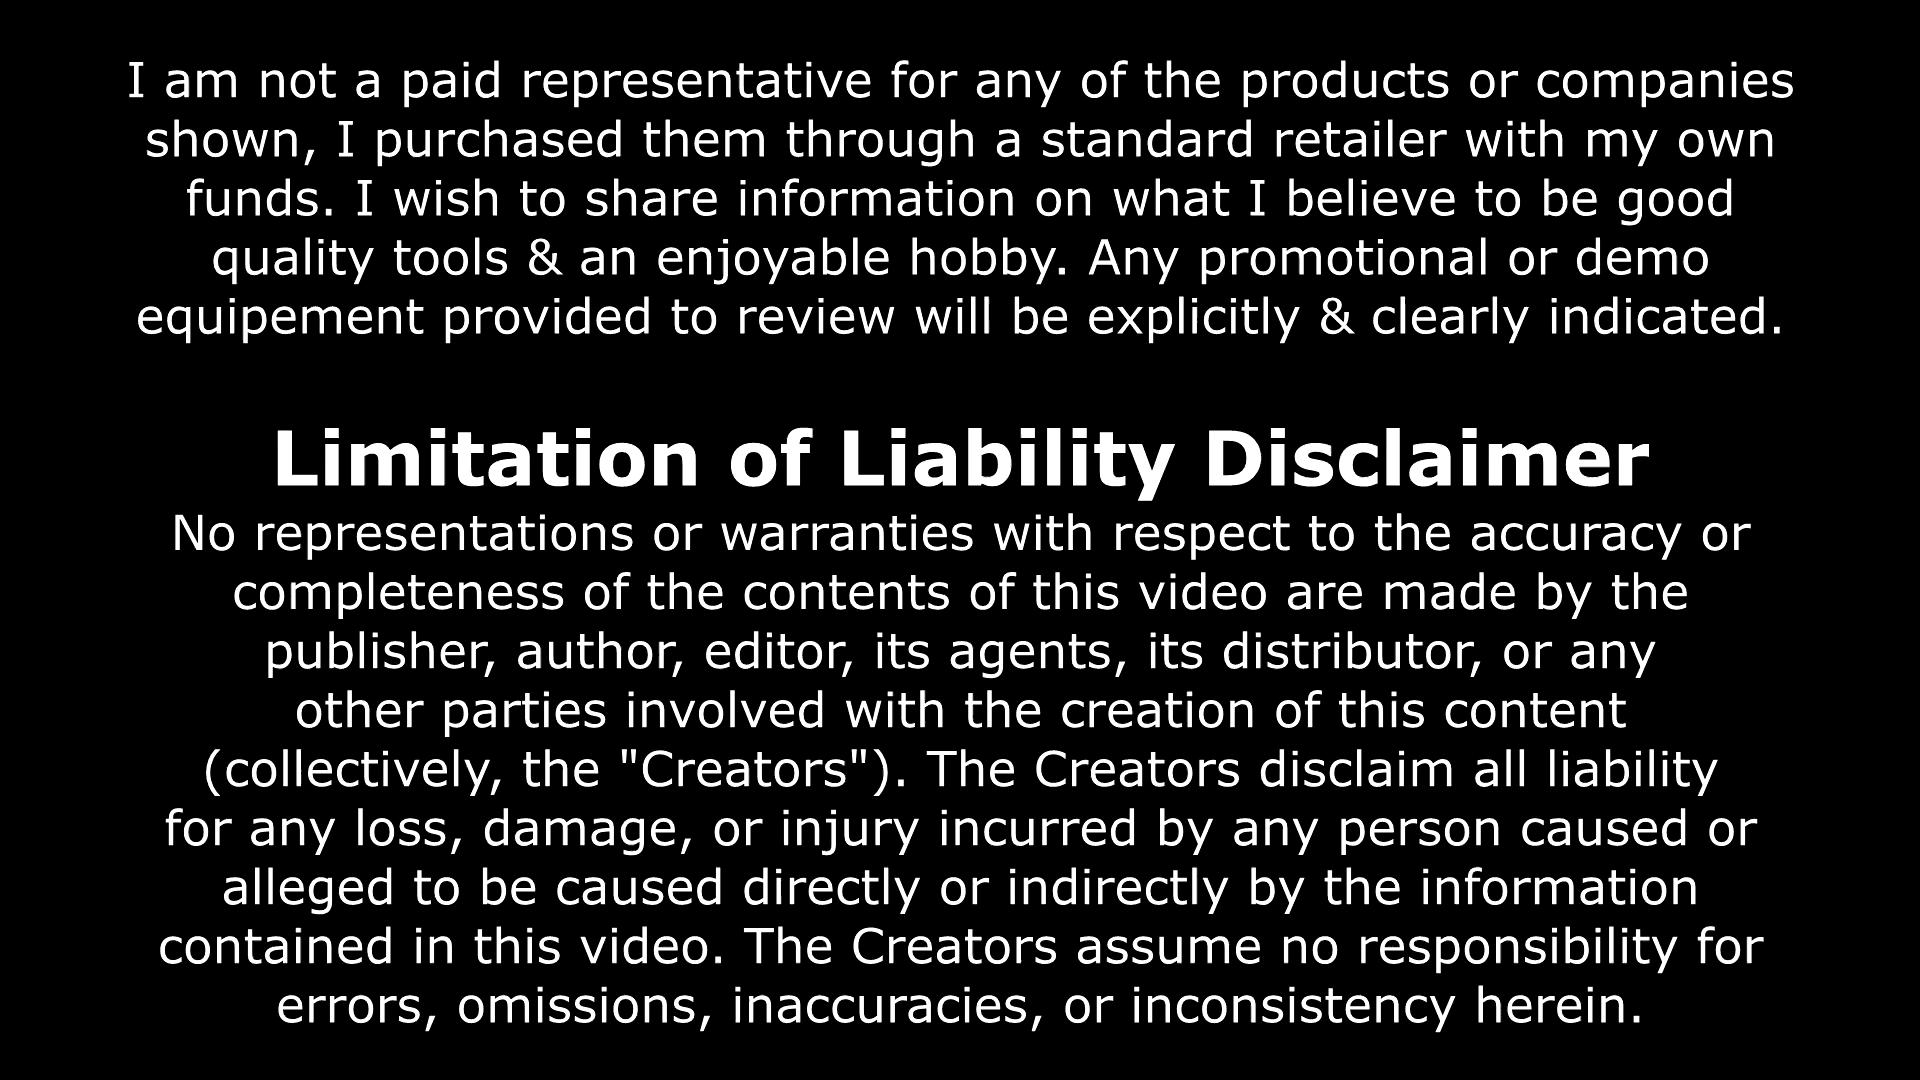 I am not a paid representative for any of the products or companies
shown, I purchased them through a standard retailer with my own
funds. I wish to share information on what I believe to be good
quality tools & an enjoyable hobby. Any promotional or demo
equipement provided to review will be explicitly & clearly indicated.
Limitation of Liability Disclaimer
No representations or warranties with respect to the accuracy or
completeness of the contents of this video are made by the
publisher, author, editor, its agents, its distributor, or any
other parties involved with the creation of this content
(collectively, the "Creators"). The Creators disclaim all liability
for any loss, damage, or injury incurred by any person caused or
alleged to be caused directly or indirectly by the information
contained in this video. The Creators assume no responsibility for
errors, omissions, inaccuracies, or inconsistency herein.